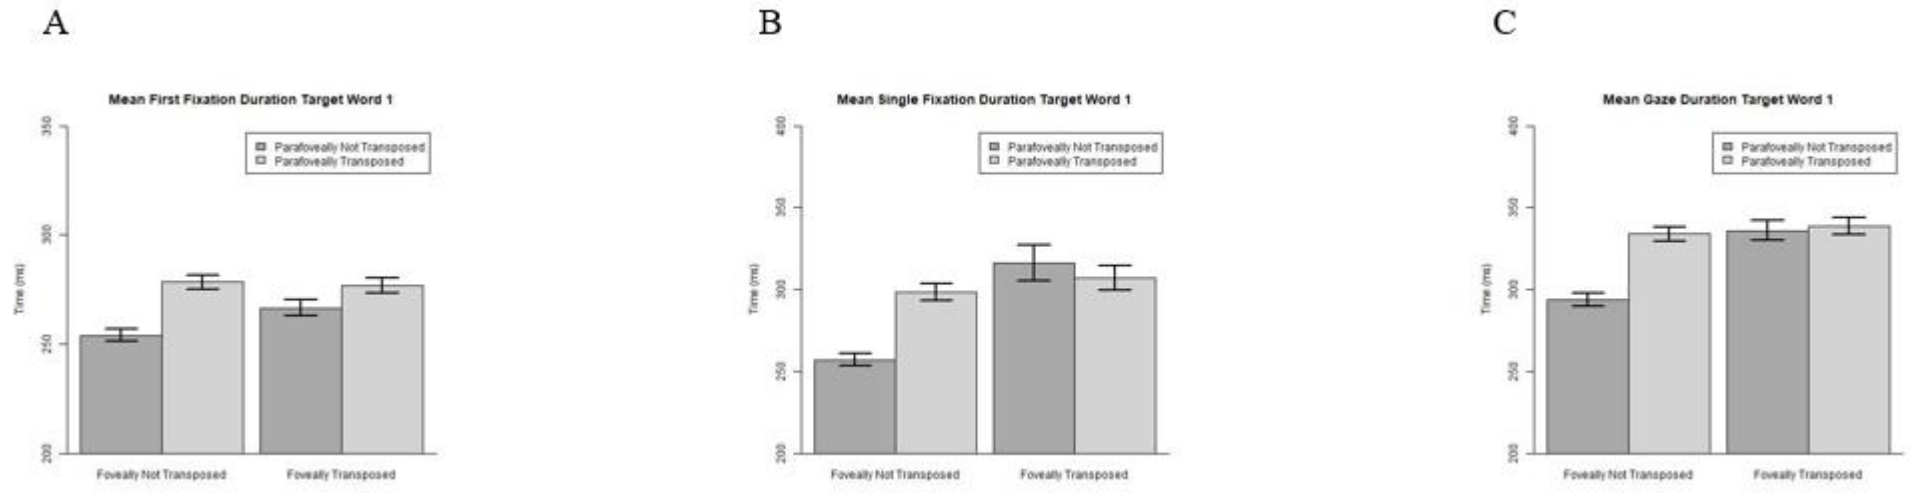 A
Mean First Fixation Duration Target Word 1
350
300
250
200
Time (ms)
Parafoveally Not Transposed
Parafoveally Transposed
Foveally Not Transposed
Foveally Transposed
B
Mean Single Fixation Duration Target Word 1
400
350
300
250
200
Time (ms)
Parafoveally Not Transposed
Parafoveally Transposed
Foveally Not Transposed
Foveally Transposed
C
Mean Gaze Duration Target Word 1
400
350
300
250
200
Time (ms)
Parafoveally Not Transposed
Parafoveally Transposed
Foveally Not Transposed
Foveally Transposed